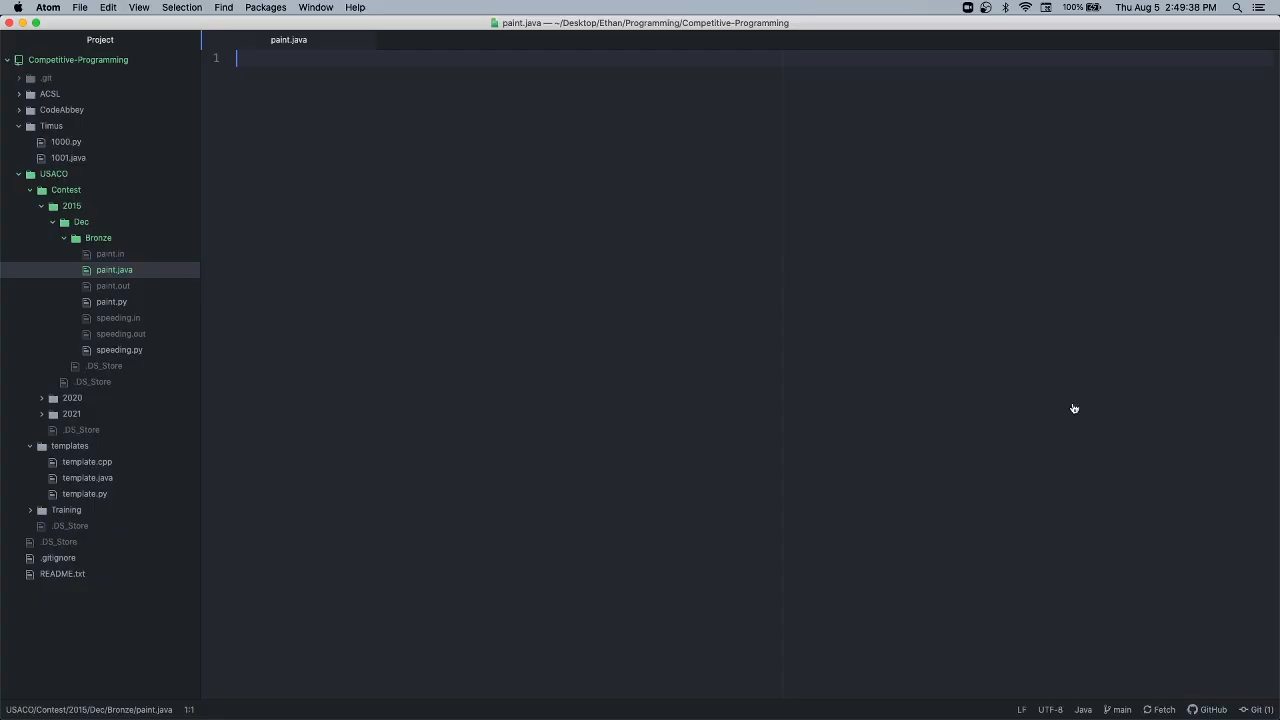 Atom File Edit View Selection Find Packages Window Help 100% Thu Aug 5 2:49:38 PM
paint.java — ~/Desktop/Ethan/Programming/Competitive-Programming
Project
paint.java
Competitive-Programming
1
.git
ACSL
CodeAbbey
Timus
1000.py
1001.java
USACO
Contest
2015
Dec
Bronze
paint.in
paint.java
paint.out
paint.py
speeding.in
speeding.out
speeding.py
.DS_Store
.DS_Store
2020
2021
.DS_Store
templates
template.cpp
template.java
template.py
Training
.DS_Store
.DS_Store
.gitignore
README.txt
USACO/Contest/2015/Dec/Bronze/paint.java 1:1 LF UTF-8 Java main Fetch GitHub Git (1)